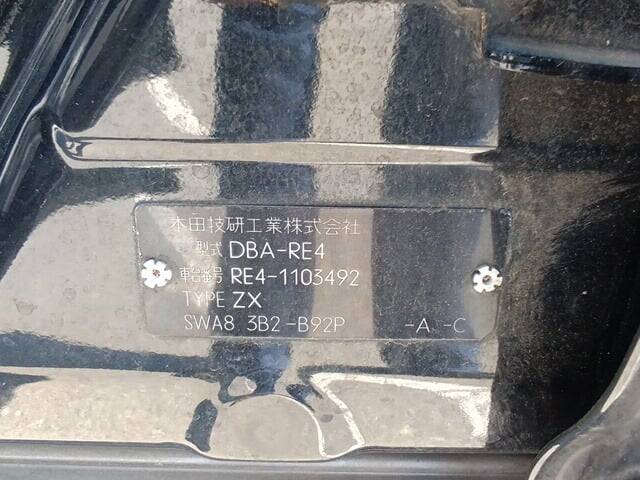 本田技研工業株式会社
型式 DBA-RE4
車台番号 RE4-1103492
TYPE ZX
SWA8 3B2-B92P -A -C